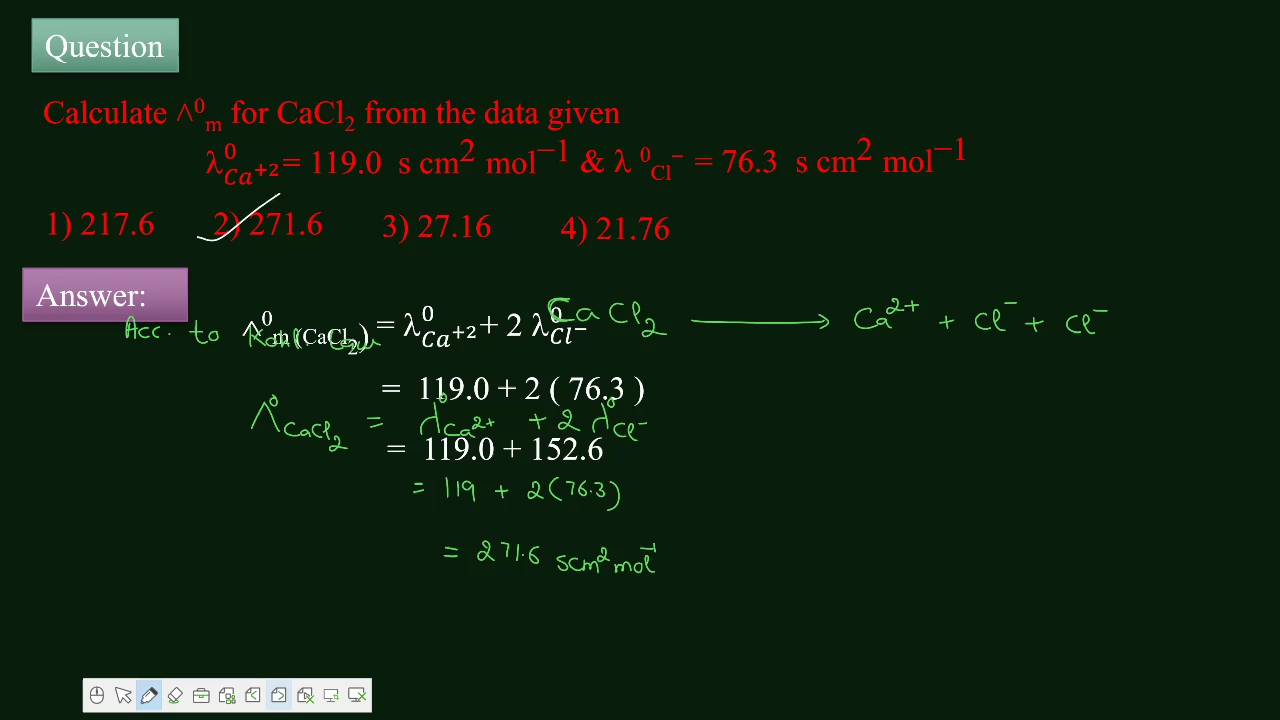 Question
Calculate ^⁰m for CaCl₂ from the data given
λ⁰Ca⁺² = 119.0 s cm² mol⁻¹ & λ ⁰Cl⁻ = 76.3 s cm² mol⁻¹
1) 217.6 2) 271.6 3) 27.16 4) 21.76
Answer:
CaCl₂ ⟶ Ca²⁺ + Cl⁻ + Cl⁻
Acc. to
^⁰m (CaCl₂) = λ⁰Ca⁺² + 2 λ⁰Cl⁻
= 119.0 + 2 ( 76.3 )
Λ⁰CaCl₂ = λ⁰Ca²⁺ + 2 λ⁰Cl⁻
= 119.0 + 152.6
= 119 + 2(76.3)
= 271.6 scm² mol⁻¹